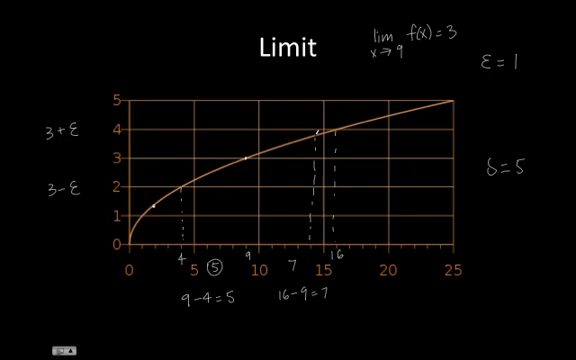 lim f(x) = 3
x → 9
Limit
ε = 1
5
3 + ε
4
3
δ = 5
3 - ε
2
1
0
4 9 16
0 5 ⑤ 10 7 15 20 25
9 - 4 = 5 16 - 9 = 7